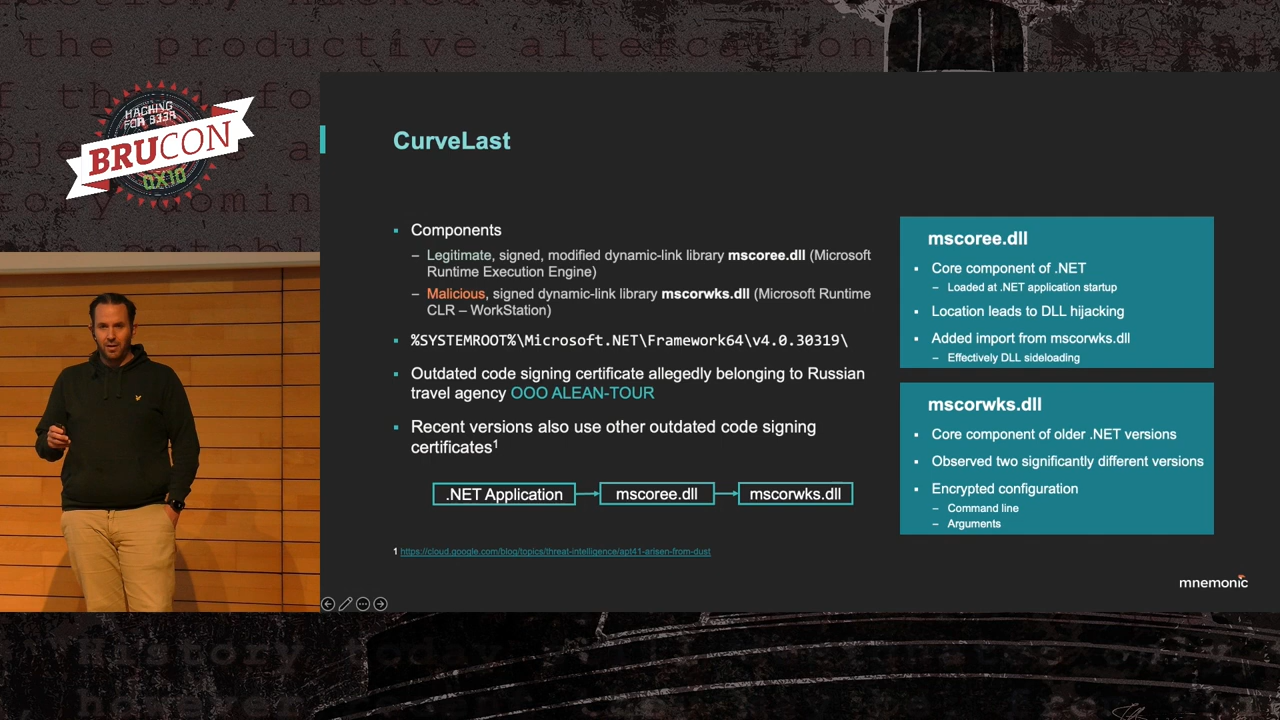 the productive altercation
HACKING
FOR B33R
BRUCON
0X10
CurveLast
▪ Components
– Legitimate, signed, modified dynamic-link library mscoree.dll (Microsoft
Runtime Execution Engine)
– Malicious, signed dynamic-link library mscorwks.dll (Microsoft Runtime
CLR – WorkStation)
▪ %SYSTEMROOT%\Microsoft.NET\Framework64\v4.0.30319\
▪ Outdated code signing certificate allegedly belonging to Russian
travel agency OOO ALEAN-TOUR
▪ Recent versions also use other outdated code signing
certificates1
.NET Application
mscoree.dll
mscorwks.dll
1 https://cloud.google.com/blog/topics/threat-intelligence/apt41-arisen-from-dust
mscoree.dll
▪ Core component of .NET
– Loaded at .NET application startup
▪ Location leads to DLL hijacking
▪ Added import from mscorwks.dll
– Effectively DLL sideloading
mscorwks.dll
▪ Core component of older .NET versions
▪ Observed two significantly different versions
▪ Encrypted configuration
– Command line
– Arguments
mnemonic
History today
however